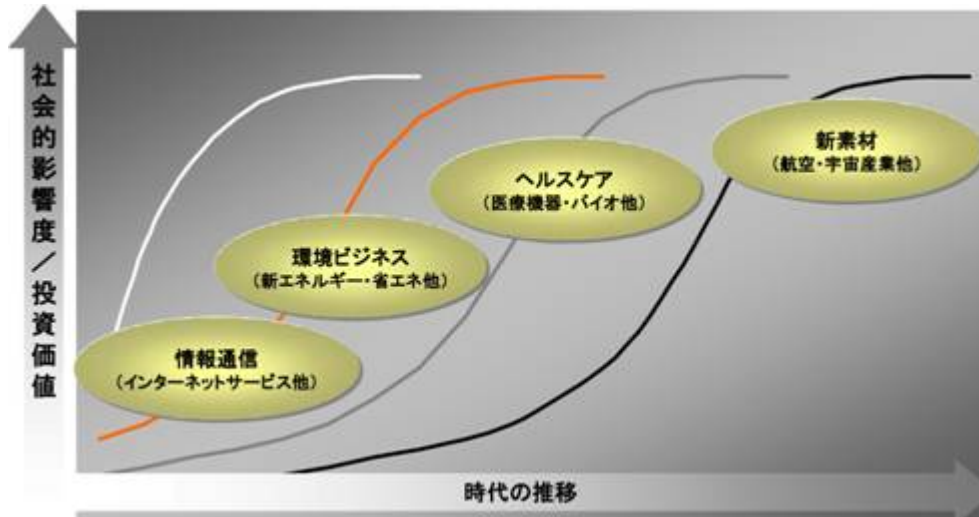 社会的影響度／投資価値
新素材
（航空・宇宙産業他）
ヘルスケア
（医療機器・バイオ他）
環境ビジネス
（新エネルギー・省エネ他）
情報通信
（インターネットサービス他）
時代の推移